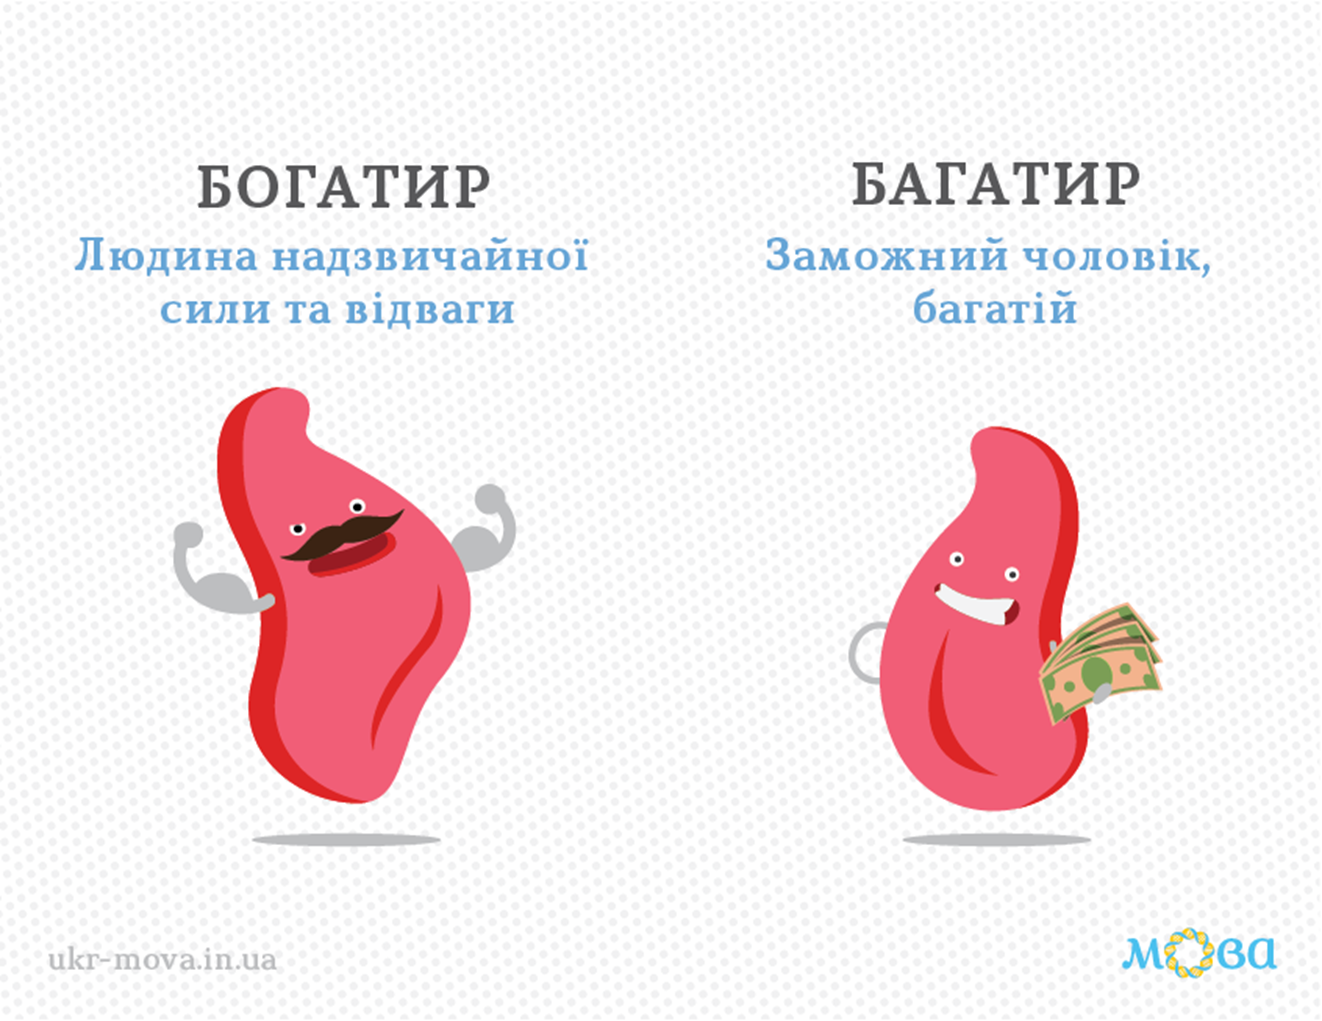 БОГАТИР
Людина надзвичайної
сили та відваги
БАГАТИР
Заможний чоловік,
багатій
ukr-mova.in.ua
мова